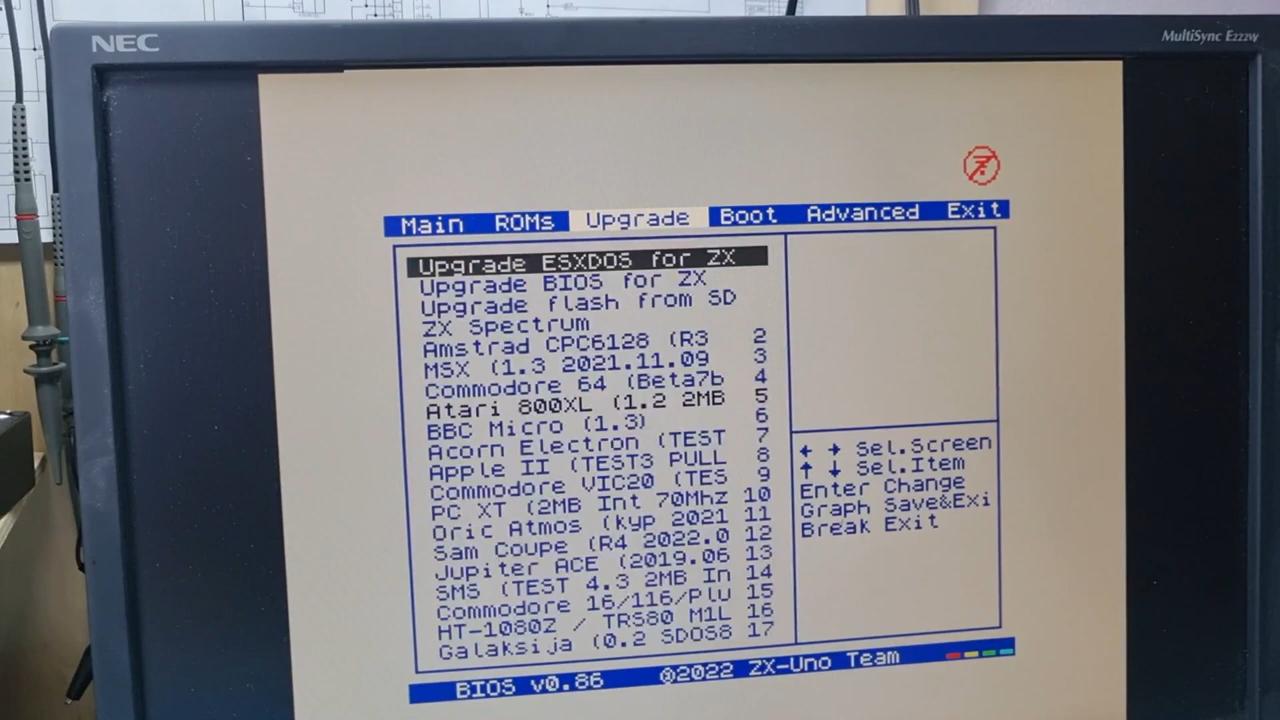 NEC
MultiSync E222W
Main ROMs Upgrade Boot Advanced Exit
Upgrade ESXDOS for ZX
Upgrade BIOS for ZX
Upgrade flash from SD
ZX Spectrum
Amstrad CPC6128 (R3 2
MSX (1.3 2021.11.09 3
Commodore 64 (Beta7b 4
Atari 800XL (1.2 2MB 5
BBC Micro (1.3) 6
Acorn Electron (TEST 7
Apple II (TEST3 PULL 8
Commodore VIC20 (TES 9
PC XT (2MB Int 70Mhz 10
Oric Atmos (kyp 2021 11
Sam Coupe (R4 2022.0 12
Jupiter ACE (2019.06 13
SMS (TEST 4.3 2MB In 14
Commodore 16/116/Plu 15
HT-1080Z / TRS80 M1L 16
Galaksija (0.2 SDOS8 17
← → Sel.Screen
↑ ↓ Sel.Item
Enter Change
Graph Save&Exi
Break Exit
BIOS v0.86 ©2022 ZX-Uno Team